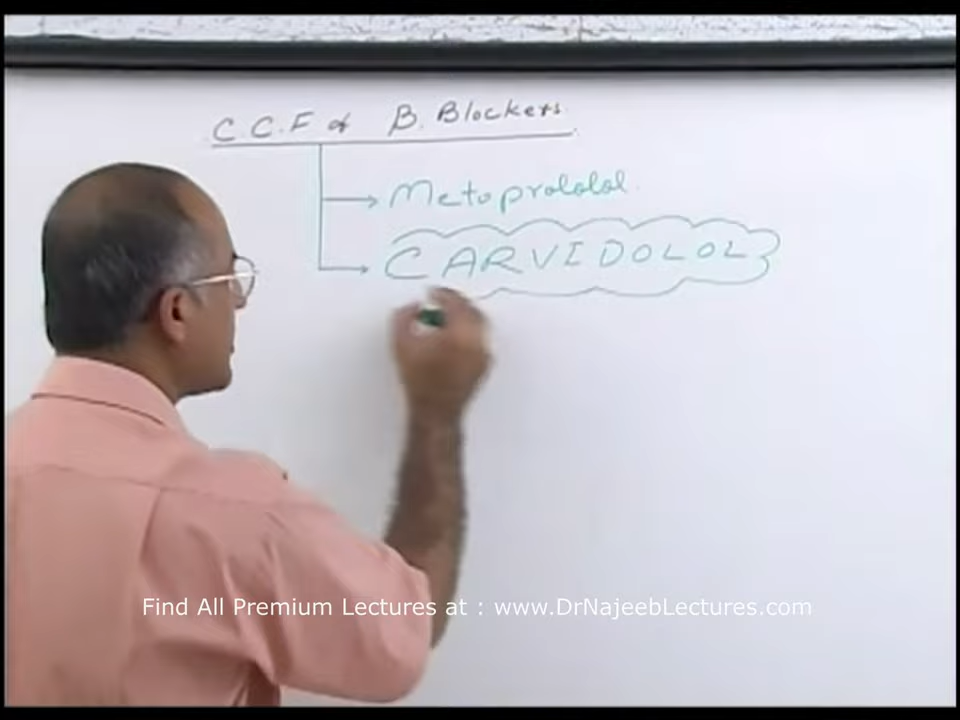 C.C.F of B. Blockers.
Metoprololol.
CARVIDOLOL
Find All Premium Lectures at : www.DrNajeebLectures.com